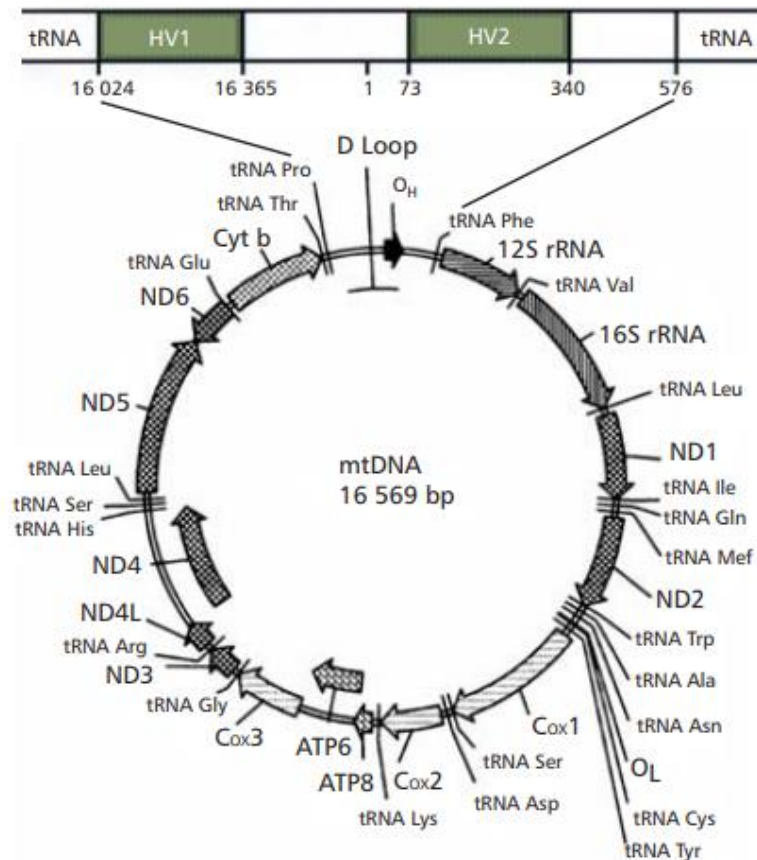 tRNA HV1 HV2 tRNA
16 024 16 365 1 73 340 576
D Loop
O_H
tRNA Pro
tRNA Thr
Cyt b
tRNA Glu
ND6
ND5
tRNA Leu
tRNA Ser
tRNA His
ND4
ND4L
tRNA Arg
ND3
tRNA Gly
Cox3
ATP6
ATP8
tRNA Lys
Cox2
tRNA Asp
tRNA Ser
Cox1
tRNA Phe
12S rRNA
tRNA Val
16S rRNA
tRNA Leu
ND1
tRNA Ile
tRNA Gln
tRNA Mef
ND2
tRNA Trp
tRNA Ala
tRNA Asn
O_L
tRNA Cys
tRNA Tyr
mtDNA
16 569 bp